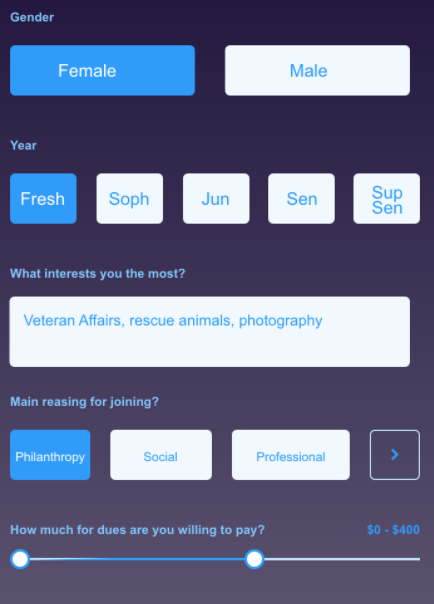 Gender
Female Male
Year
Fresh Soph Jun Sen Sup
Sen
What interests you the most?
Veteran Affairs, rescue animals, photography
Main reasing for joining?
Philanthropy Social Professional
How much for dues are you willing to pay? $0 - $400